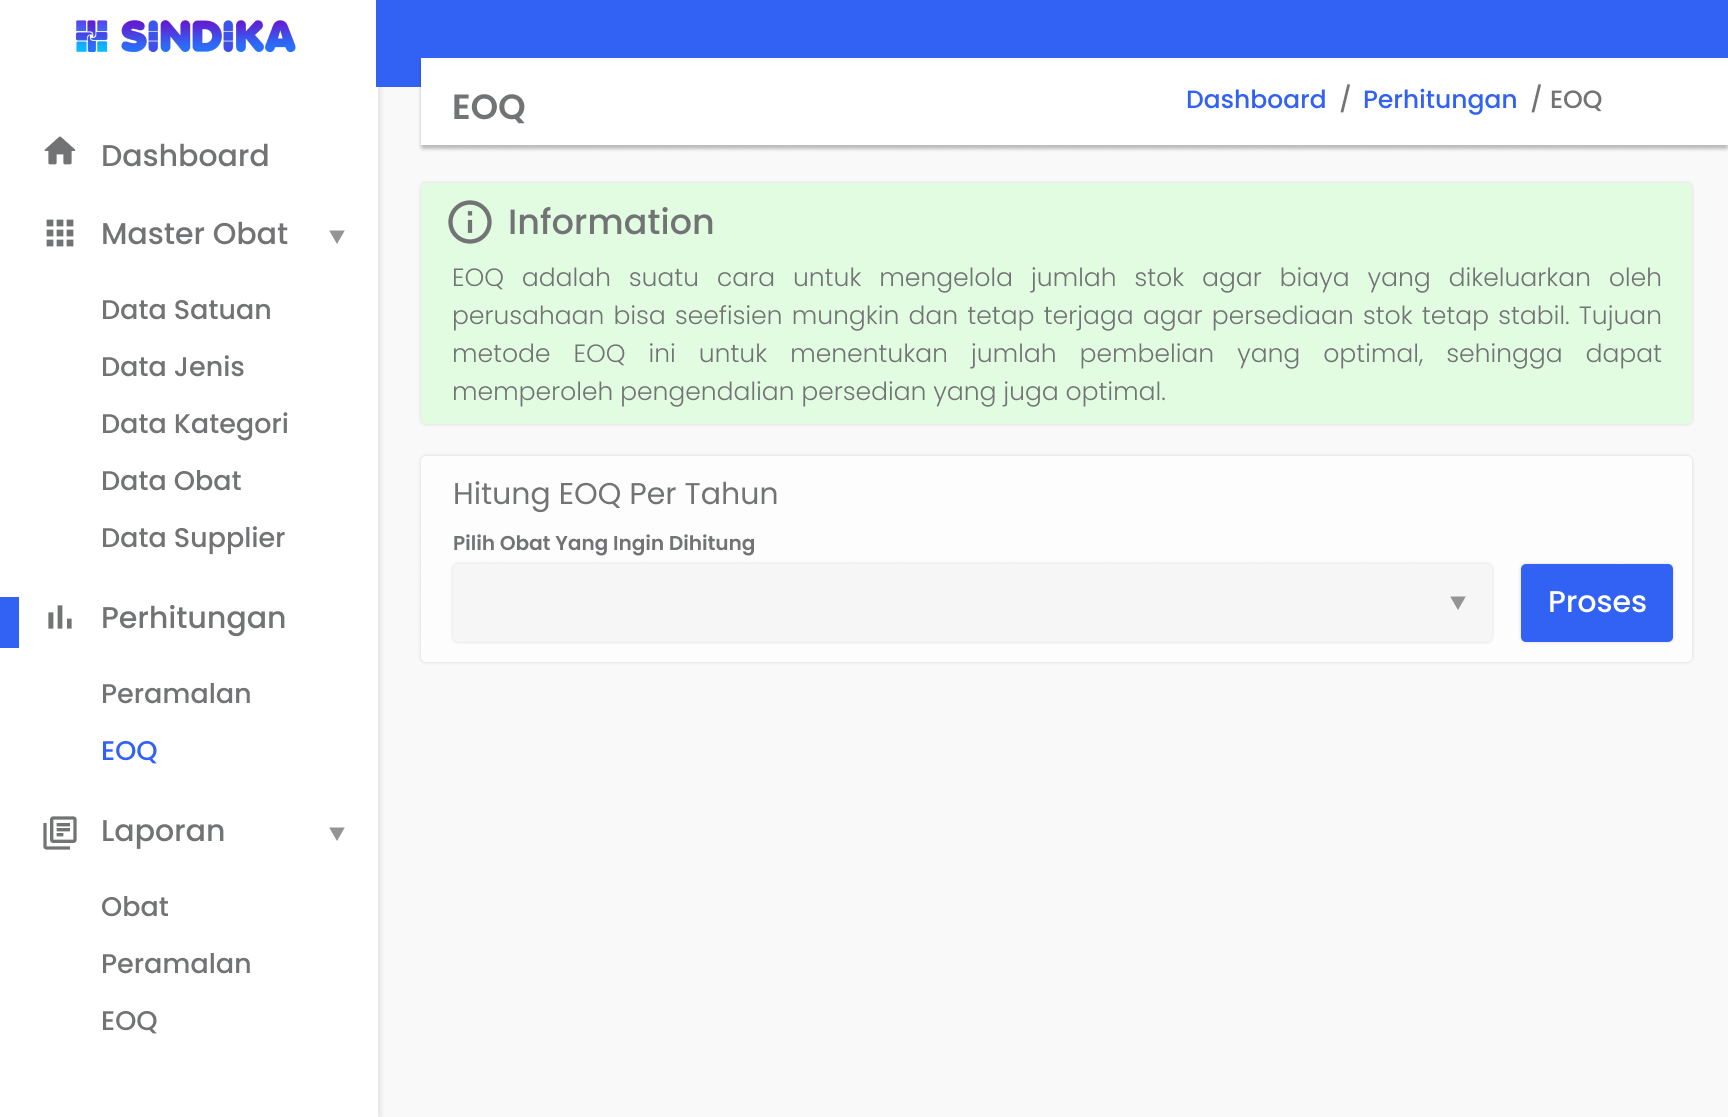 SINDIKA
Dashboard
Master Obat
Data Satuan
Data Jenis
Data Kategori
Data Obat
Data Supplier
Perhitungan
Peramalan
EOQ
Laporan
Obat
Peramalan
EOQ
EOQ
Dashboard / Perhitungan / EOQ
Information
EOQ adalah suatu cara untuk mengelola jumlah stok agar biaya yang dikeluarkan oleh
perusahaan bisa seefisien mungkin dan tetap terjaga agar persediaan stok tetap stabil. Tujuan
metode EOQ ini untuk menentukan jumlah pembelian yang optimal, sehingga dapat
memperoleh pengendalian persedian yang juga optimal.
Hitung EOQ Per Tahun
Pilih Obat Yang Ingin Dihitung
Proses